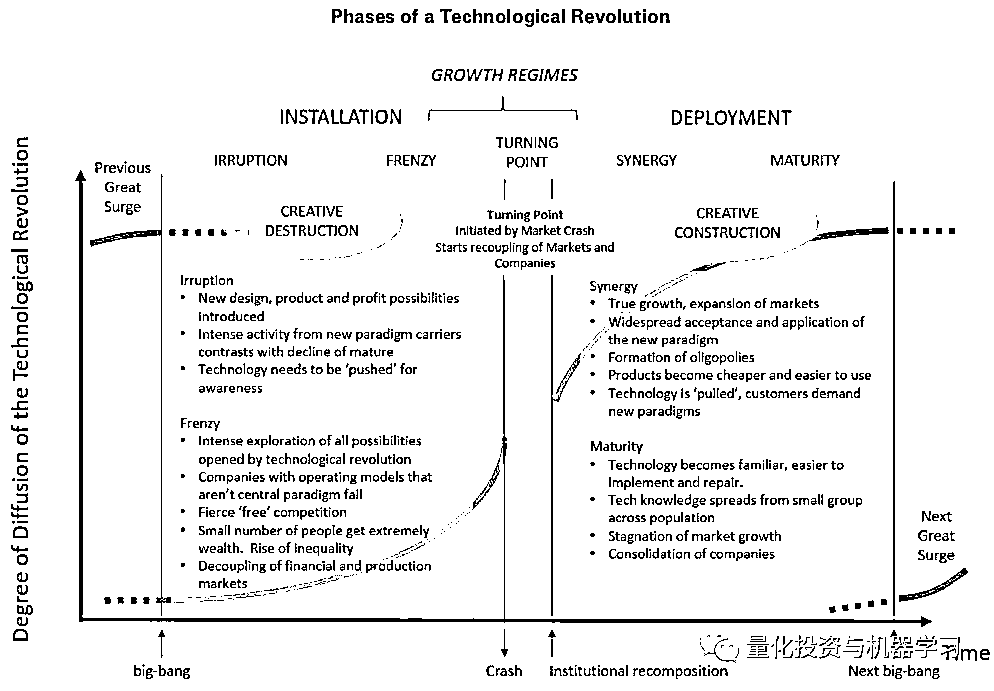 Phases of a Technological Revolution
GROWTH REGIMES
INSTALLATION
DEPLOYMENT
IRRUPTION
FRENZY
TURNING
POINT
SYNERGY
MATURITY
Degree of Diffusion of the Technological Revolution
Previous
Great
Surge
CREATIVE
DESTRUCTION
Turning Point
Initiated by Market Crash
Starts recoupling of Markets and
Companies
CREATIVE
CONSTRUCTION
Irruption
• New design, product and profit possibilities
introduced
• Intense activity from new paradigm carriers
contrasts with decline of mature
• Technology needs to be 'pushed' for
awareness
Frenzy
• Intense exploration of all possibilities
opened by technological revolution
• Companies with operating models that
aren't central paradigm fail
• Fierce 'free' competition
• Small number of people get extremely
wealth. Rise of inequality
• Decoupling of financial and production
markets
Synergy
• True growth, expansion of markets
• Widespread acceptance and application of
the new paradigm
• Formation of oligopolies
• Products become cheaper and easier to use
• Technology is 'pulled', customers demand
new paradigms
Maturity
• Technology becomes familiar, easier to
implement and repair.
• Tech knowledge spreads from small group
across population
• Stagnation of market growth
• Consolidation of companies
Next
Great
Surge
big-bang
Crash
Institutional recomposition
Next big-bang
Time
量化投资与机器学习